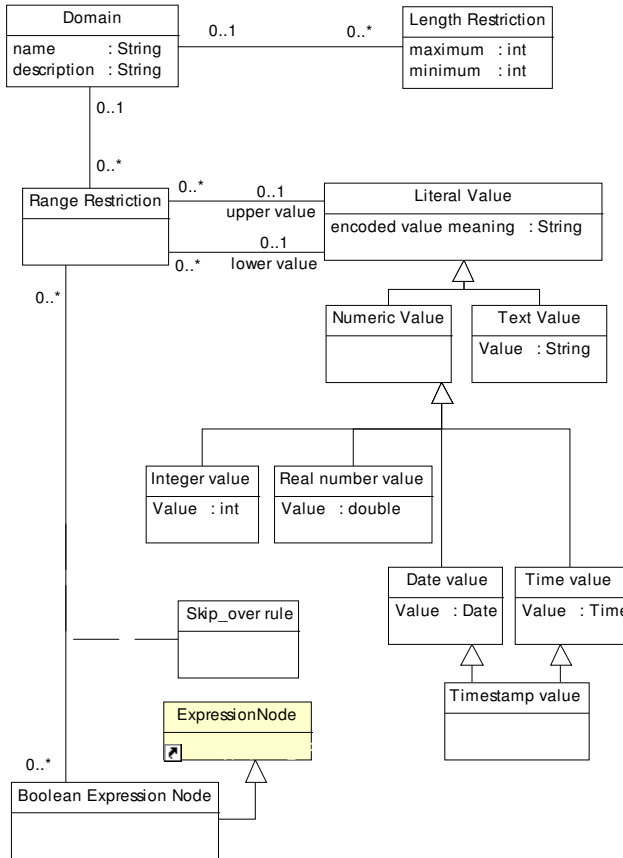 Domain
name : String
description : String
0..1
0..*
Length Restriction
maximum : int
minimum : int
0..1
0..*
Range Restriction
0..*
0..1
upper value
0..1
0..*
lower value
Literal Value
encoded value meaning : String
0..*
Numeric Value
Text Value
Value : String
Integer value
Value : int
Real number value
Value : double
Date value
Value : Date
Time value
Value : Time
Skip_over rule
Timestamp value
ExpressionNode
0..*
Boolean Expression Node